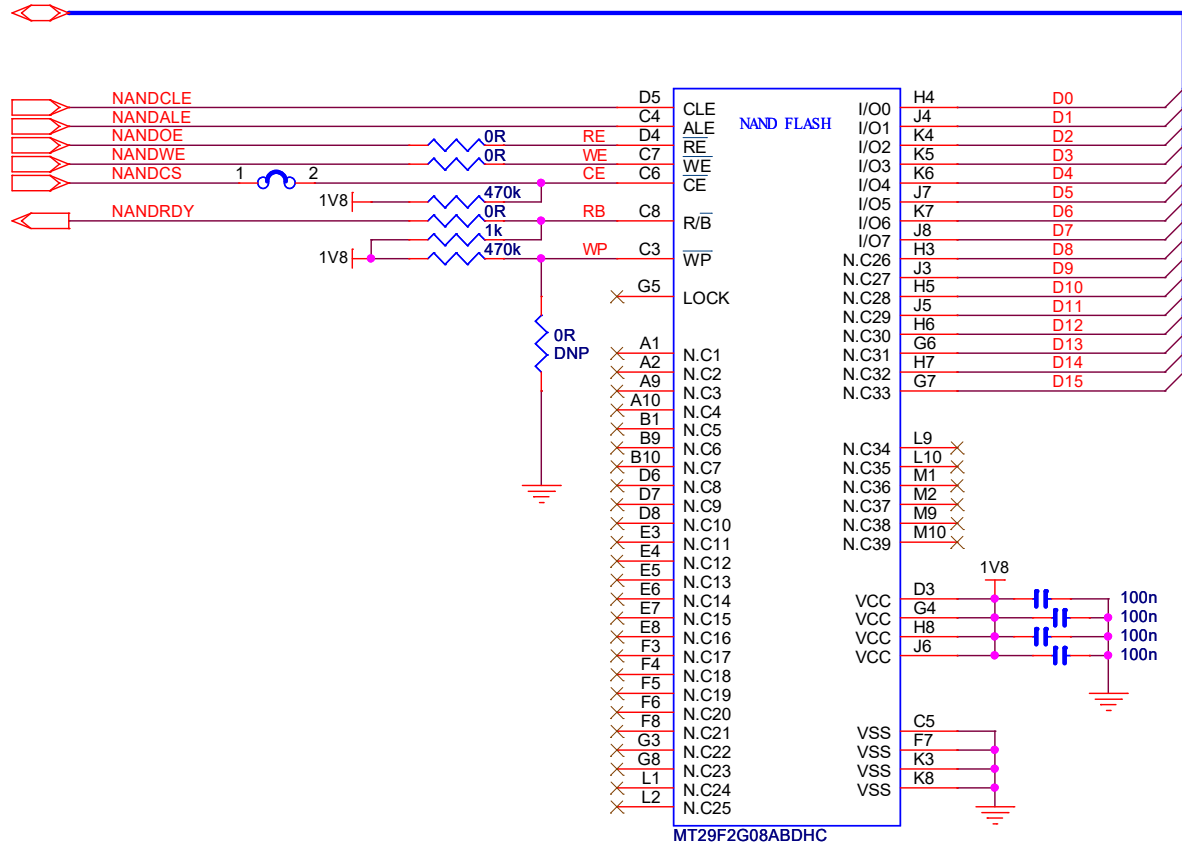 NANDCLE D5 CLE NAND FLASH I/O0 H4 D0
NANDALE C4 ALE I/O1 J4 D1
NANDOE 0R RE D4 RE I/O2 K4 D2
NANDWE 0R WE C7 WE I/O3 K5 D3
NANDCS 1 2 CE C6 CE I/O4 K6 D4
1V8 470k I/O5 J7 D5
NANDRDY 0R RB C8 R/B I/O6 K7 D6
1k I/O7 J8 D7
1V8 470k WP C3 WP N.C26 H3 D8
N.C27 J3 D9
G5 LOCK N.C28 H5 D10
N.C29 J5 D11
0R N.C30 H6 D12
DNP A1 N.C1 N.C31 G6 D13
A2 N.C2 N.C32 H7 D14
A9 N.C3 N.C33 G7 D15
A10 N.C4
B1 N.C5
B9 N.C6 N.C34 L9
B10 N.C7 N.C35 L10
D6 N.C8 N.C36 M1
D7 N.C9 N.C37 M2
D8 N.C10 N.C38 M9
E3 N.C11 N.C39 M10
E4 N.C12
E5 N.C13 1V8
E6 N.C14 VCC D3 100n
E7 N.C15 VCC G4 100n
E8 N.C16 VCC H8 100n
F3 N.C17 VCC J6 100n
F4 N.C18
F5 N.C19
F6 N.C20
F8 N.C21 VSS C5
G3 N.C22 VSS F7
G8 N.C23 VSS K3
L1 N.C24 VSS K8
L2 N.C25
MT29F2G08ABDHC